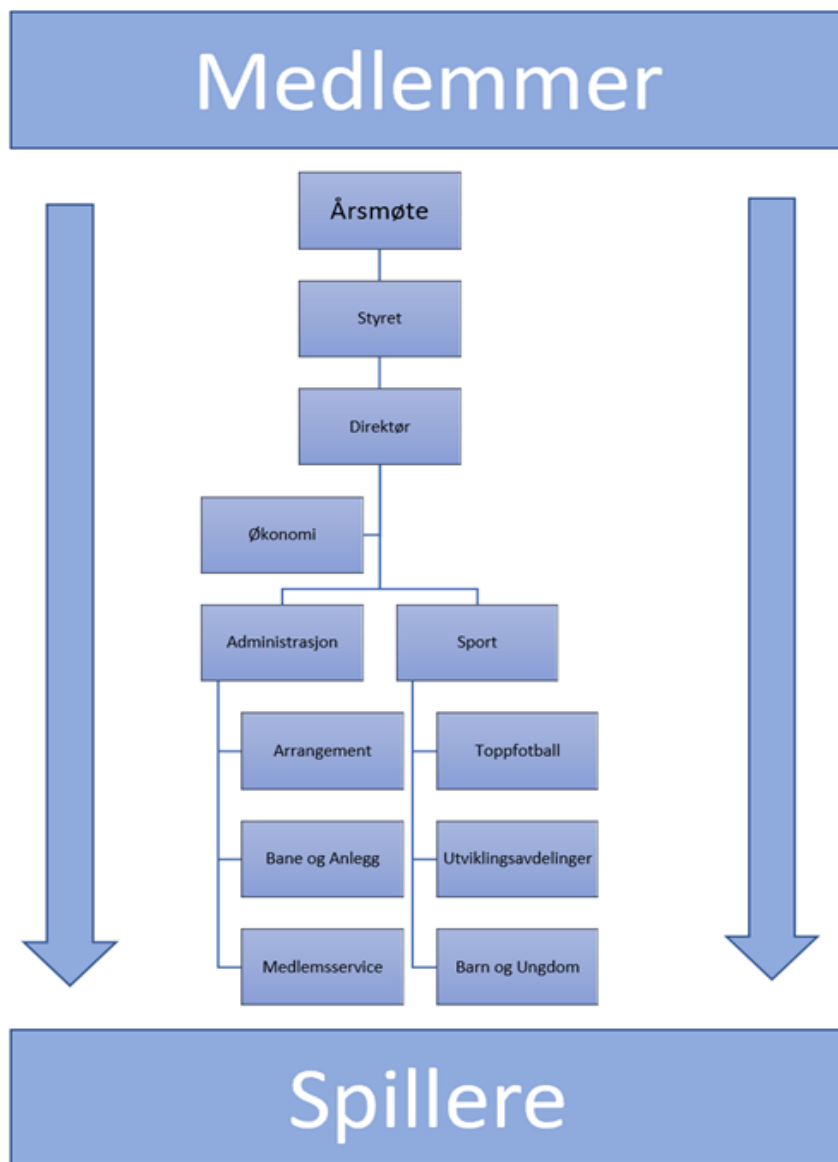 Medlemmer
Årsmøte
Styret
Direktør
Økonomi
Administrasjon
Sport
Arrangement
Toppfotball
Bane og Anlegg
Utviklingsavdelinger
Medlemsservice
Barn og Ungdom
Spillere